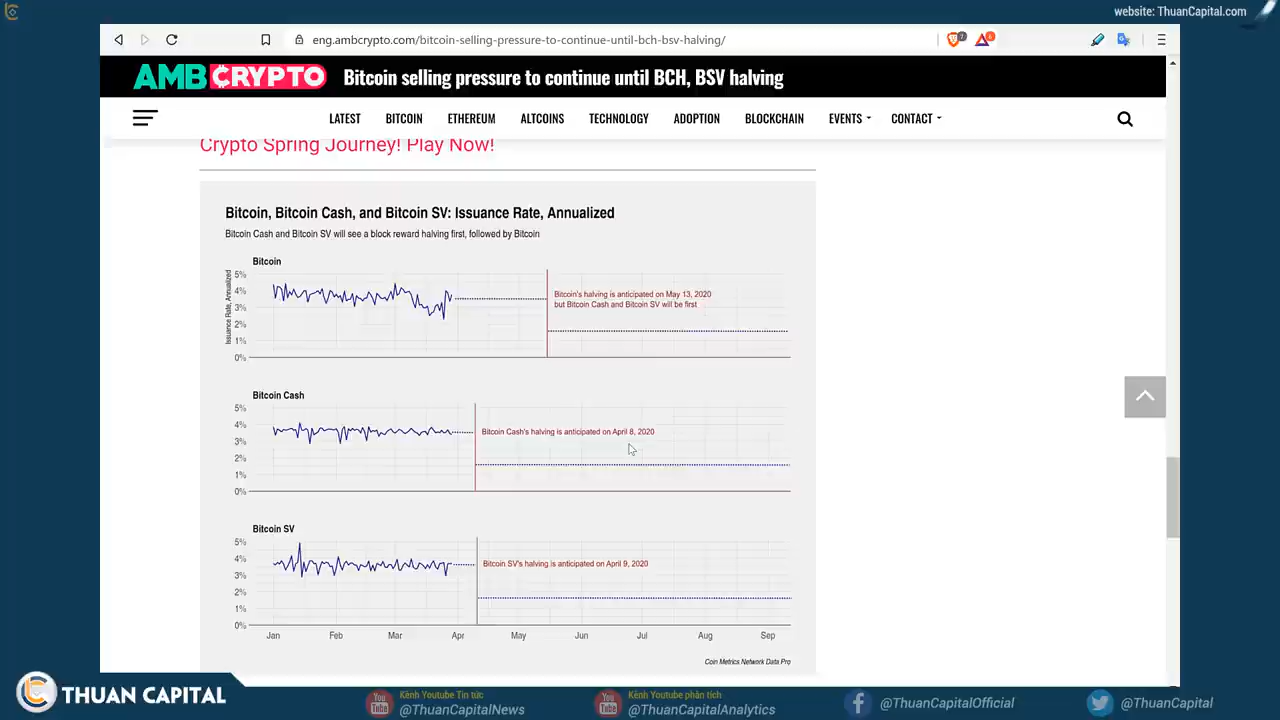 website: ThuanCapital.com
eng.ambcrypto.com/bitcoin-selling-pressure-to-continue-until-bch-bsv-halving/
AMBCRYPTO
Bitcoin selling pressure to continue until BCH, BSV halving
LATEST BITCOIN ETHEREUM ALTCOINS TECHNOLOGY ADOPTION BLOCKCHAIN EVENTS CONTACT
Crypto Spring Journey! Play Now!
Bitcoin, Bitcoin Cash, and Bitcoin SV: Issuance Rate, Annualized
Bitcoin Cash and Bitcoin SV will see a block reward halving first, followed by Bitcoin
Bitcoin
Issuance Rate, Annualized
5%
4%
3%
2%
1%
0%
Bitcoin's halving is anticipated on May 13, 2020
but Bitcoin Cash and Bitcoin SV will be first
Bitcoin Cash
5%
4%
3%
2%
1%
0%
Bitcoin Cash's halving is anticipated on April 8, 2020
Bitcoin SV
5%
4%
3%
2%
1%
0%
Bitcoin SV's halving is anticipated on April 9, 2020
Jan Feb Mar Apr May Jun Jul Aug Sep
Coin Metrics Network Data Pro
THUAN CAPITAL
Kênh Youtube Tin tức:
@ThuanCapitalNews
Kênh Youtube phân tích
@ThuanCapitalAnalytics
@ThuanCapitalOfficial
@ThuanCapital